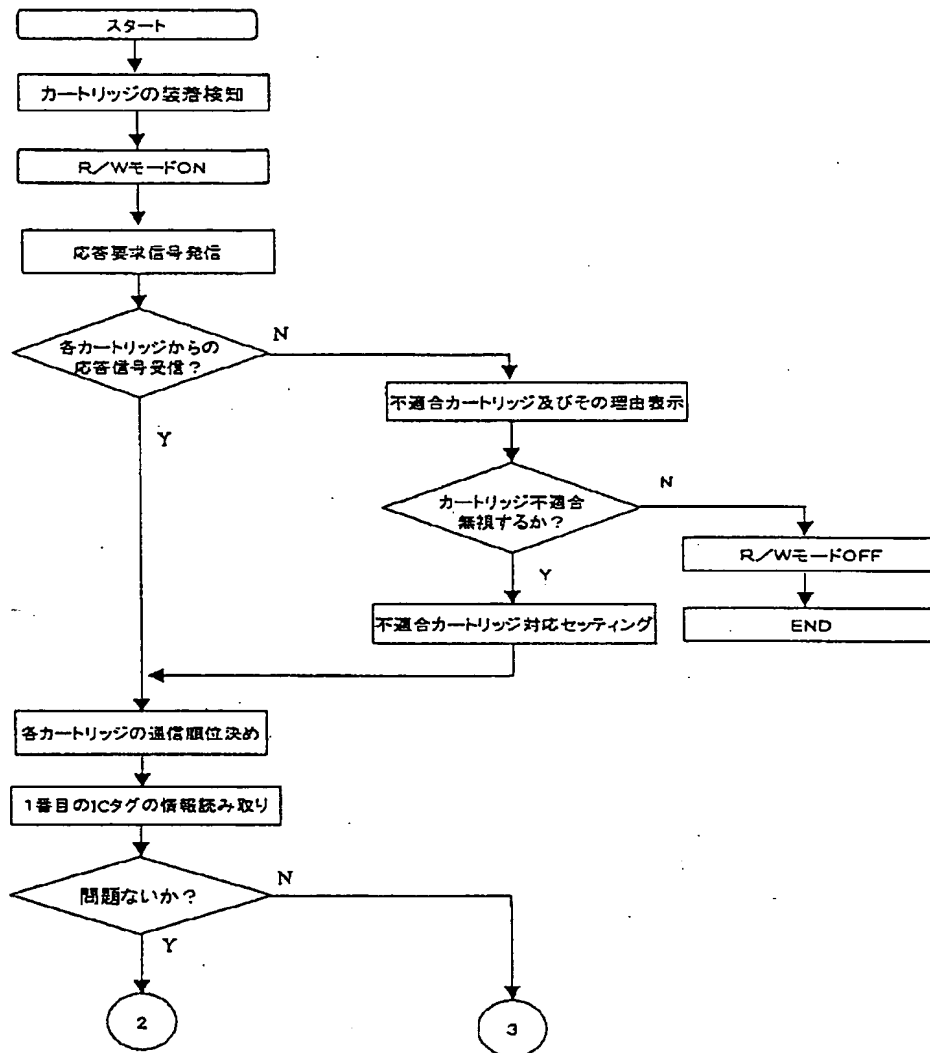 スタート
カートリッジの装着検知
R/WモードON
応答要求信号発信
各カートリッジからの
応答信号受信？
N
Y
不適合カートリッジ及びその理由表示
カートリッジ不適合
無視するか？
N
Y
R/WモードOFF
END
不適合カートリッジ対応セッティング
各カートリッジの通信順位決め
1番目のICタグの情報読み取り
問題ないか？
N
Y
2
3